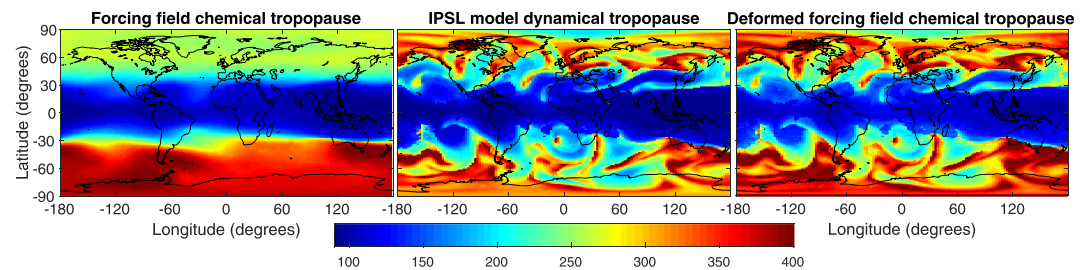 Forcing field chemical tropopause
IPSL model dynamical tropopause
Deformed forcing field chemical tropopause
Latitude (degrees)
90
60
30
0
-30
-60
-90
-180 -120 -60 0 60 120
-180 -120 -60 0 60 120
-180 -120 -60 0 60 120
Longitude (degrees)
Longitude (degrees)
100 150 200 250 300 350 400